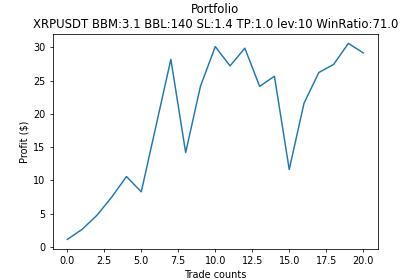 Portfolio
XRPUSDT BBM:3.1 BBL:140 SL:1.4 TP:1.0 lev:10 WinRatio:71.0
30
25
20
15
10
5
0
Profit ($)
0.0 2.5 5.0 7.5 10.0 12.5 15.0 17.5 20.0
Trade counts